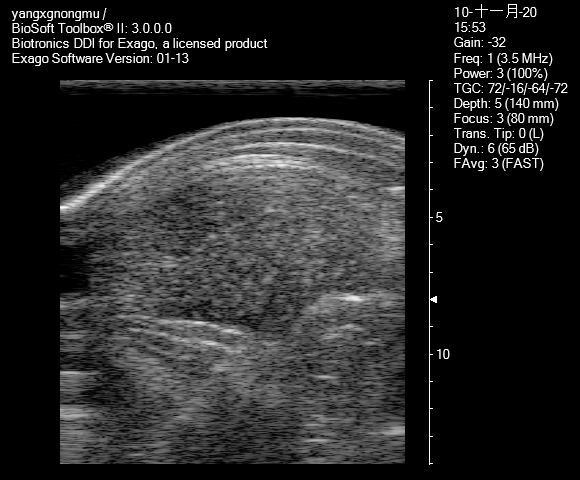 yangxgnongmu /
BioSoft Toolbox® II: 3.0.0.0
Biotronics DDI for Exago, a licensed product
Exago Software Version: 01-13
10-十一月-20
15:53
Gain: -32
Freq: 1 (3.5 MHz)
Power: 3 (100%)
TGC: 72/-16/-64/-72
Depth: 5 (140 mm)
Focus: 3 (80 mm)
Trans. Tip: 0 (L)
Dyn.: 6 (65 dB)
FAvg: 3 (FAST)
5
10